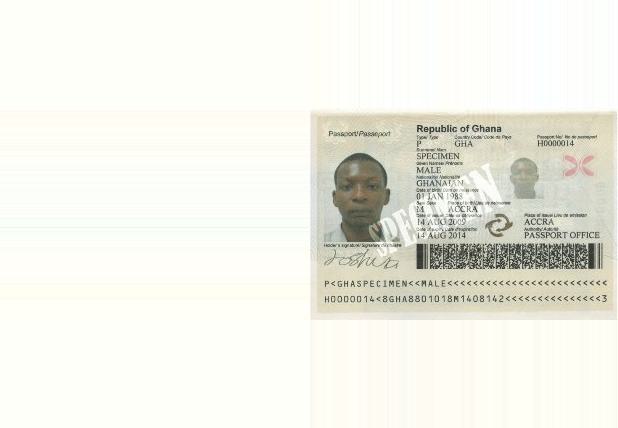 Republic of Ghana
Passport/Passeport
Type/ Type Country Code/ Code du Pays Passport No/ No de passeport
P GHA H0000014
Surname/ Nom
SPECIMEN
Given Names/ Prénoms
MALE
Nationality/ Nationalité
GHANAIAN
Date of birth/ Date de naissance
01 JAN 1988
Sex/ Sexe Place of birth/ Lieu de naissance
M ACCRA
Date of issue/ Date de délivrance Place of issue/ Lieu de délivrance
14 AUG 2009 ACCRA
Date of expiry/ Date d'expiration Authority/ Autorité
14 AUG 2014 PASSPORT OFFICE
Holder's signature/ Signature du titulaire
SPECIMEN
P<GHASPECIMEN<<MALE<<<<<<<<<<<<<<<<<<<<<<<<<
H0000014<8GHA8801018M1408142<<<<<<<<<<<<<<<3